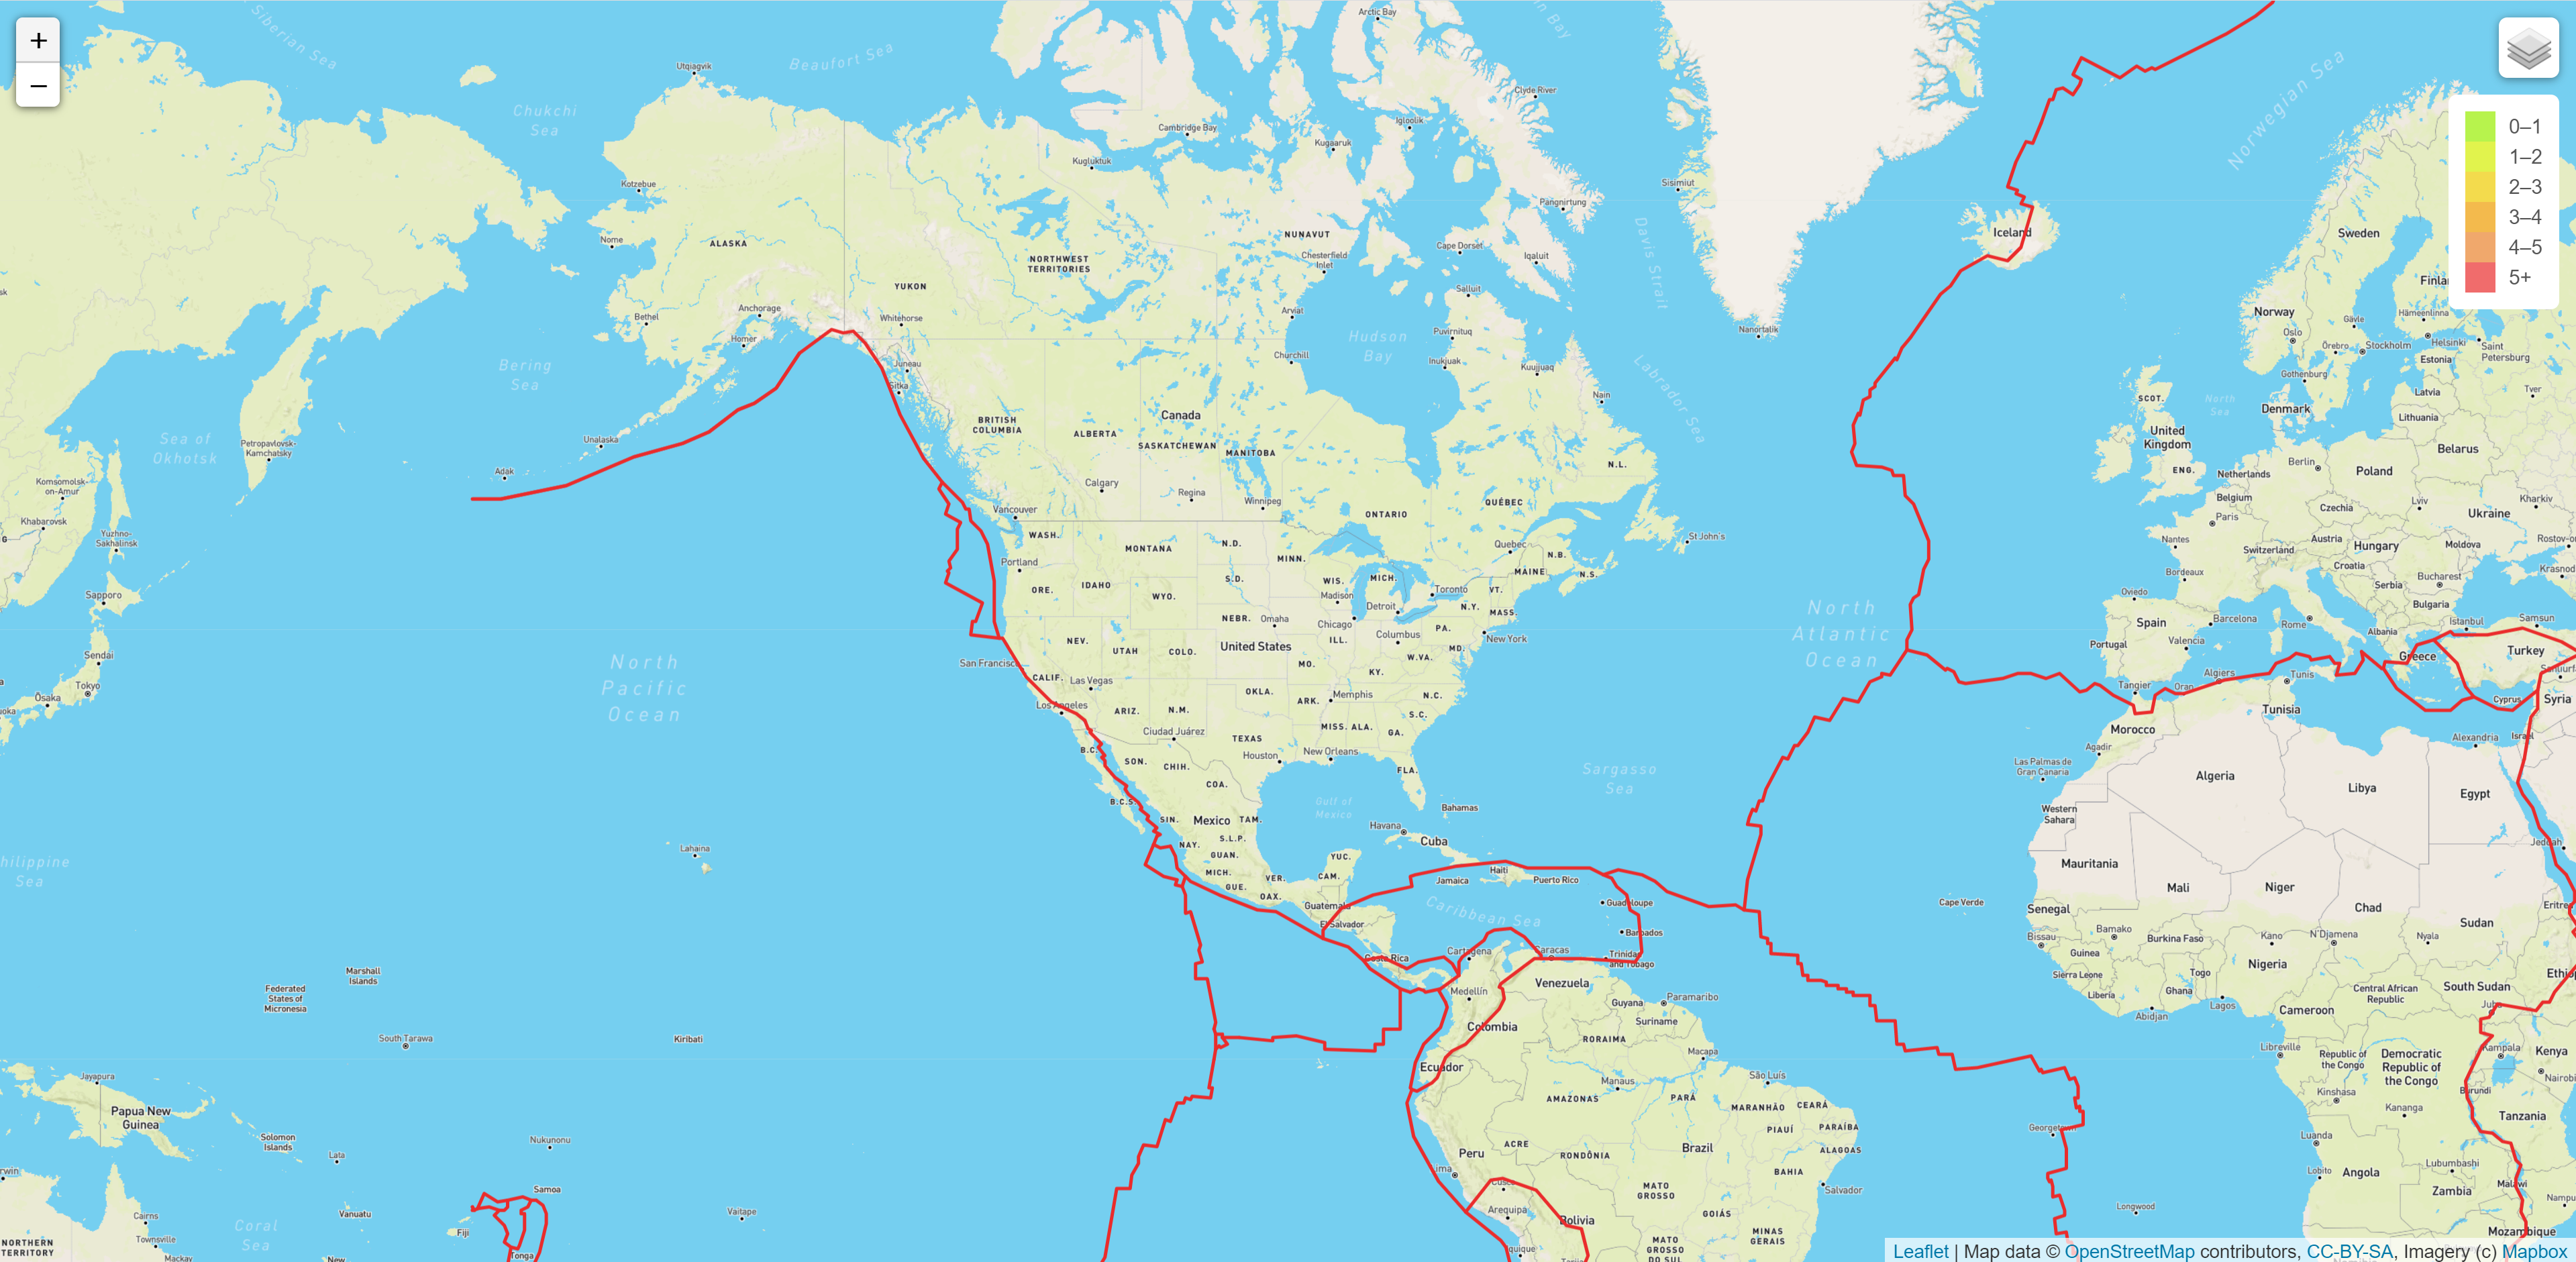 +
−
0–1
1–2
2–3
3–4
4–5
5+
Siberian Sea
Beaufort Sea
Chukchi
Sea
Utqiagvik
Arctic Bay
Clyde River
Cambridge Bay
Igloolik
Kugaaruk
Kugluktuk
Kotzebue
Nome
Pangnirtung
Sisimiut
Davis Strait
Norwegian Sea
Iceland
Sweden
Norway
ALASKA
NUNAVUT
Chesterfield
Inlet
Cape Dorset
Iqaluit
NORTHWEST
TERRITORIES
YUKON
Salluit
Arviat
Anchorage
Bethel
Whitehorse
Homer
Puvirnituq
Nanortalik
Hudson
Bay
Churchill
Inukjuak
Kuujjuaq
Bering
Sea
Juneau
Sitka
Nain
Labrador Sea
Oslo
Gävle
Hämeenlinna
Örebro
Stockholm
Helsinki
Saint
Petersburg
Estonia
Gothenburg
Latvia
Tver
SCOT.
North
Sea
Denmark
Lithuania
United
Kingdom
Belarus
ENG.
Netherlands
Berlin
Poland
Belgium
Lviv
Kharkiv
Paris
Czechia
Ukraine
Nantes
Austria
Switzerland
Hungary
Moldova
Rostov-o
Croatia
Bordeaux
Serbia
Bucharest
Krasnod
Oviedo
Bulgaria
Spain
Barcelona
Rome
Istanbul
Samsun
Albania
Portugal
Valencia
Greece
Turkey
Sea of
Okhotsk
Petropavlovsk-
Kamchatsky
Unalaska
Adak
Komsomolsk-
on-Amur
Khabarovsk
Yuzhno-
Sakhalinsk
Sapporo
Sendai
Tokyo
Ōsaka
BRITISH
COLUMBIA
Canada
ALBERTA
SASKATCHEWAN
MANITOBA
N.L.
Calgary
Regina
Winnipeg
QUÉBEC
ONTARIO
Vancouver
WASH.
MONTANA
N.D.
MINN.
Quebec
N.B.
St John's
Portland
MAINE
N.S.
ORE.
IDAHO
S.D.
WIS.
MICH.
Toronto
VT.
WYO.
Madison
Detroit
N.Y.
MASS.
NEBR.
Omaha
Chicago
Columbus
PA.
New York
NEV.
UTAH
COLO.
United States
ILL.
MD.
San Francisco
MO.
KY.
W.VA.
CALIF.
Las Vegas
OKLA.
ARK.
Memphis
N.C.
Los Angeles
ARIZ.
N.M.
S.C.
MISS.
ALA.
GA.
Ciudad Juárez
TEXAS
Houston
New Orleans
B.C.
SON.
CHIH.
FLA.
COA.
B.C.S.
SIN.
Mexico
TAM.
Gulf of
Mexico
Bahamas
S.L.P.
Havana
Cuba
NAY.
GUAN.
YUC.
MICH.
VER.
CAM.
GUE.
OAX.
Jamaica
Haiti
Puerto Rico
Guatemala
El Salvador
Caribbean Sea
Guadeloupe
Barbados
Costa Rica
Cartagena
Caracas
Trinidad
and Tobago
North
Pacific
Ocean
North
Atlantic
Ocean
Sargasso
Sea
Lahaina
Algiers
Tunis
Tangier
Oran
Cyprus
Syria
Morocco
Tunisia
Agadir
Alexandria
Israel
Las Palmas de
Gran Canaria
Algeria
Libya
Egypt
Western
Sahara
Jeddah
Mauritania
Mali
Niger
Chad
Sudan
Cape Verde
Senegal
Bissau
Bamako
Burkina Faso
Kano
N'Djamena
Nyala
Guinea
Nigeria
Sierra Leone
Togo
Liberia
Ghana
Lagos
Abidjan
Cameroon
Central African
Republic
South Sudan
Libreville
Republic of
the Congo
Democratic
Republic of
the Congo
Kampala
Kenya
Nairobi
Burundi
Kinshasa
Kananga
Tanzania
Luanda
Lobito
Angola
Lubumbashi
Zambia
Malawi
Mozambique
Medellín
Venezuela
Guyana
Paramaribo
Suriname
Colombia
RORAIMA
Macapa
Ecuador
Manaus
São Luís
AMAZONAS
PARÁ
MARANHÃO
CEARÁ
PIAUÍ
PARAÍBA
Peru
ACRE
RONDÔNIA
Brazil
ALAGOAS
BAHIA
Cusco
MATO
GROSSO
Salvador
Arequipa
GOIÁS
Bolivia
MINAS
GERAIS
MATO
GROSSO
DO SUL
Georgetown
Longwood
Philippine
Sea
Marshall
Islands
Federated
States of
Micronesia
South Tarawa
Kiribati
Jayapura
Papua New
Guinea
Solomon
Islands
Nukunonu
Lata
Samoa
Vanuatu
Fiji
Vaitape
Tonga
Cairns
Coral
Sea
Townsville
Mackay
NORTHERN
TERRITORY
New
Leaflet | Map data © OpenStreetMap contributors, CC-BY-SA, Imagery (c) Mapbox